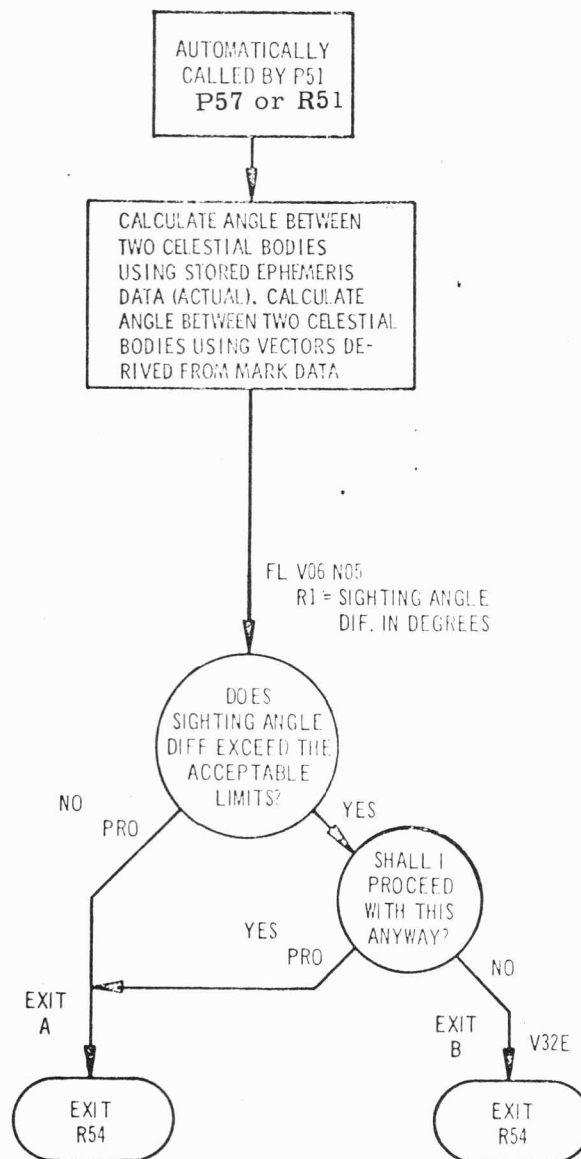 AUTOMATICALLY
CALLED BY P51
P57 or R51
CALCULATE ANGLE BETWEEN
TWO CELESTIAL BODIES
USING STORED EPHEMERIS
DATA (ACTUAL). CALCULATE
ANGLE BETWEEN TWO CELESTIAL
BODIES USING VECTORS DE-
RIVED FROM MARK DATA
FL V06 N05
R1 = SIGHTING ANGLE
DIF. IN DEGREES
DOES
SIGHTING ANGLE
DIFF EXCEED THE
ACCEPTABLE
LIMITS?
NO
PRO
YES
SHALL I
PROCEED
WITH THIS
ANYWAY?
YES
PRO
NO
EXIT
A
EXIT
B
V32E
EXIT
R54
EXIT
R54